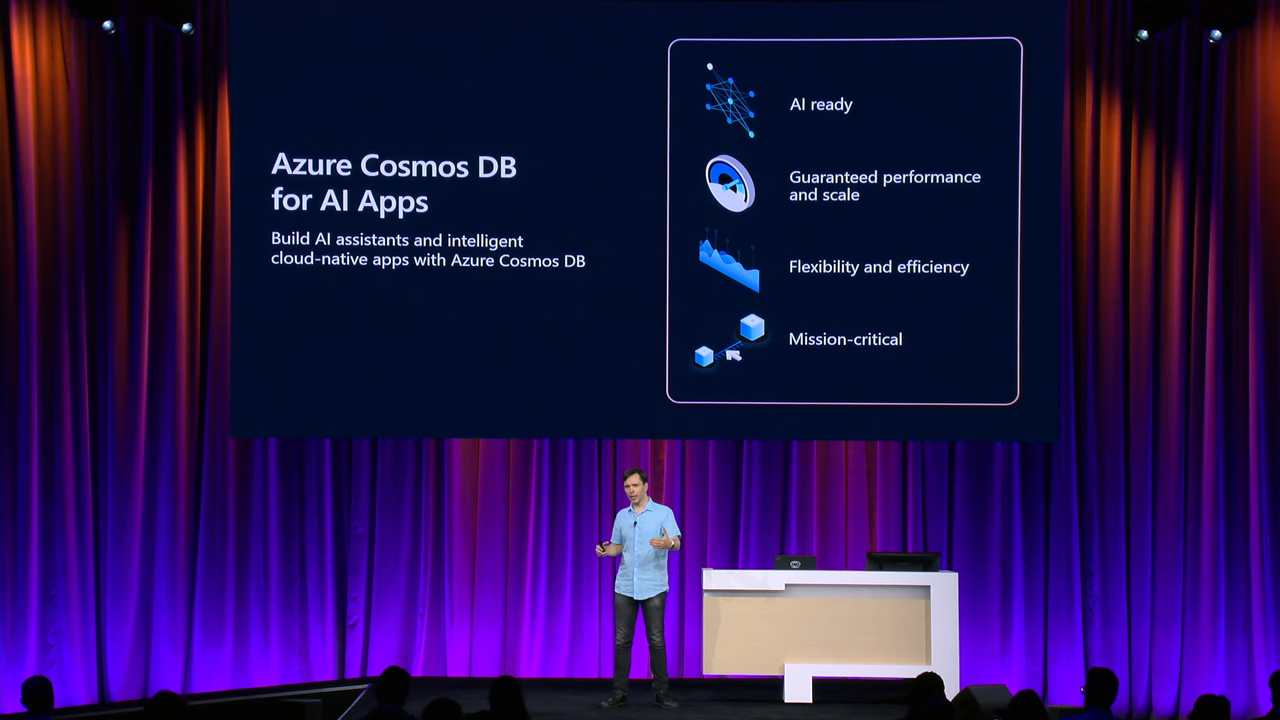 Azure Cosmos DB
for AI Apps
Build AI assistants and intelligent
cloud-native apps with Azure Cosmos DB
AI ready
Guaranteed performance
and scale
Flexibility and efficiency
Mission-critical